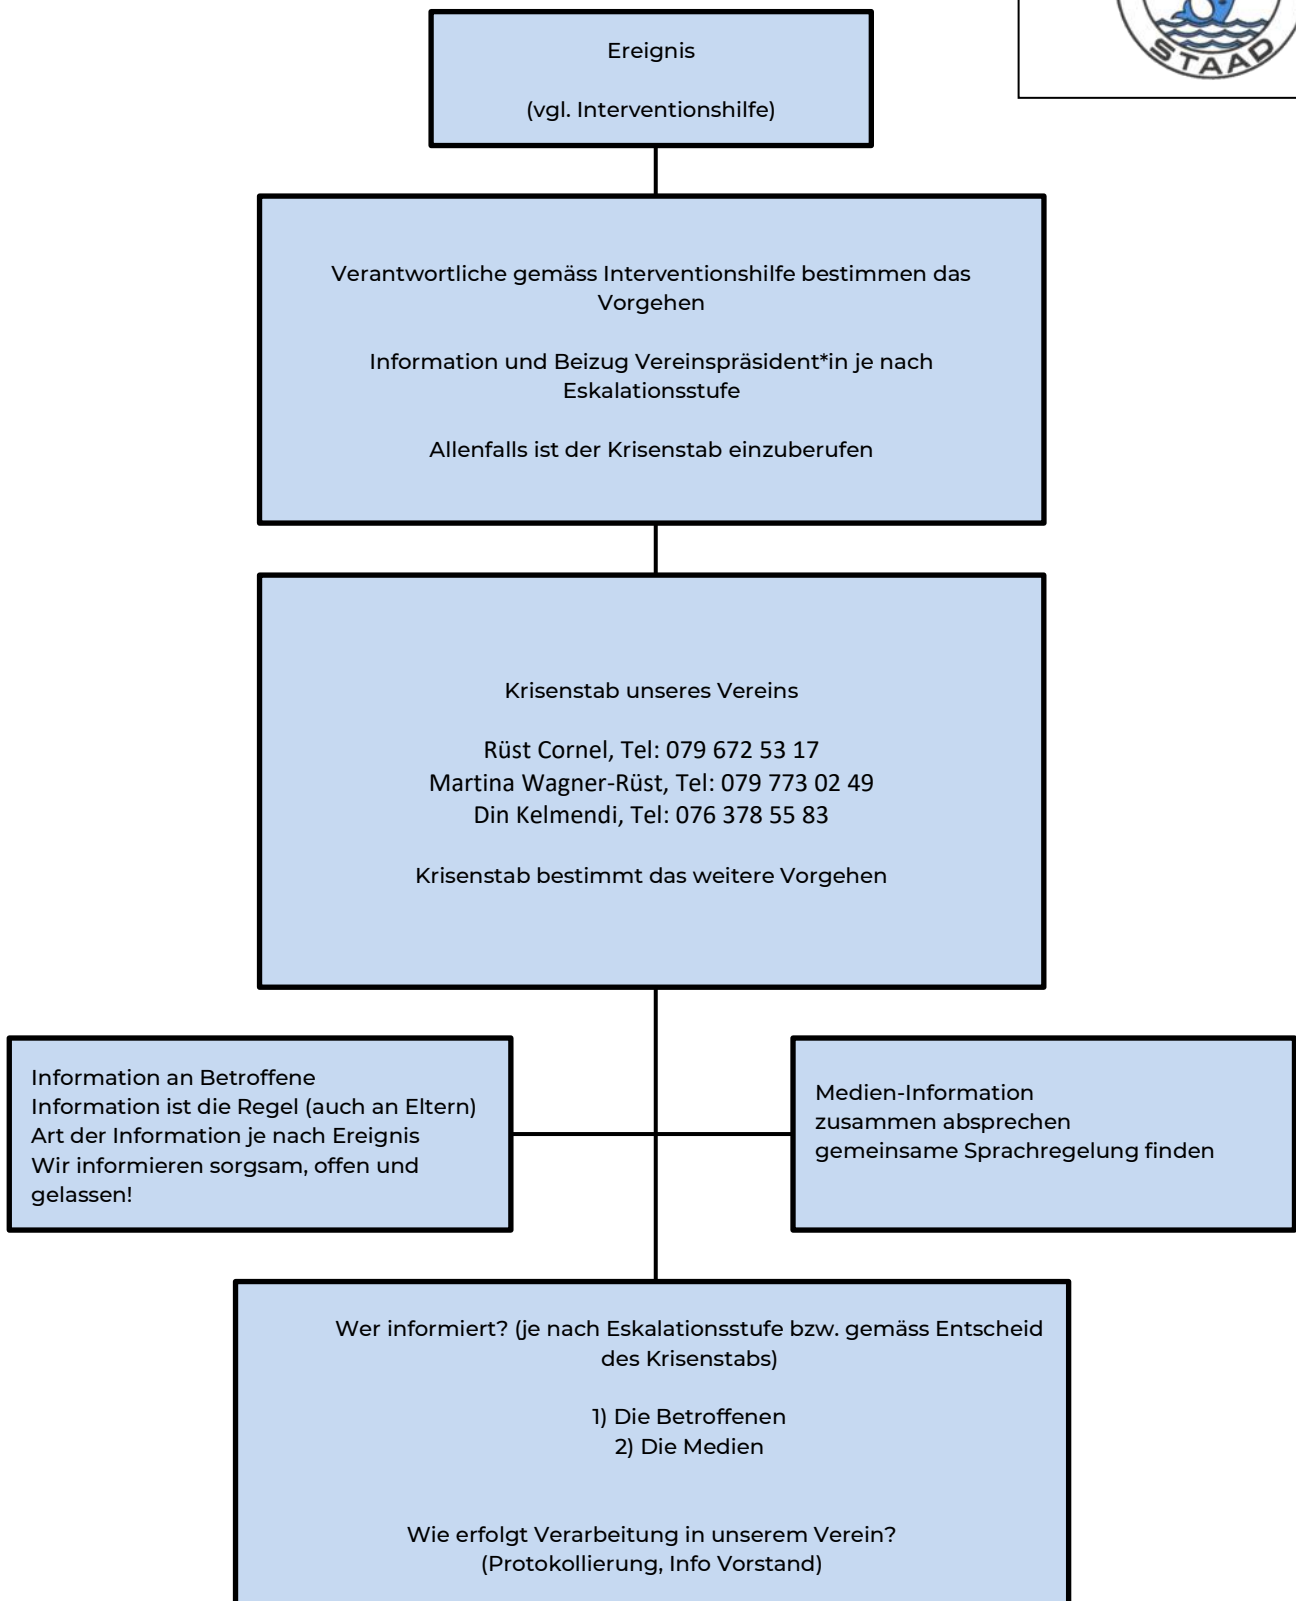 STAAD
Ereignis
(vgl. Interventionshilfe)
Verantwortliche gemäss Interventionshilfe bestimmen das
Vorgehen
Information und Beizug Vereinspräsident*in je nach
Eskalationsstufe
Allenfalls ist der Krisenstab einzuberufen
Krisenstab unseres Vereins
Rüst Cornel, Tel: 079 672 53 17
Martina Wagner-Rüst, Tel: 079 773 02 49
Din Kelmendi, Tel: 076 378 55 83
Krisenstab bestimmt das weitere Vorgehen
Information an Betroffene
Information ist die Regel (auch an Eltern)
Art der Information je nach Ereignis
Wir informieren sorgsam, offen und
gelassen!
Medien-Information
zusammen absprechen
gemeinsame Sprachregelung finden
Wer informiert? (je nach Eskalationsstufe bzw. gemäss Entscheid
des Krisenstabs)
1) Die Betroffenen
2) Die Medien
Wie erfolgt Verarbeitung in unserem Verein?
(Protokollierung, Info Vorstand)